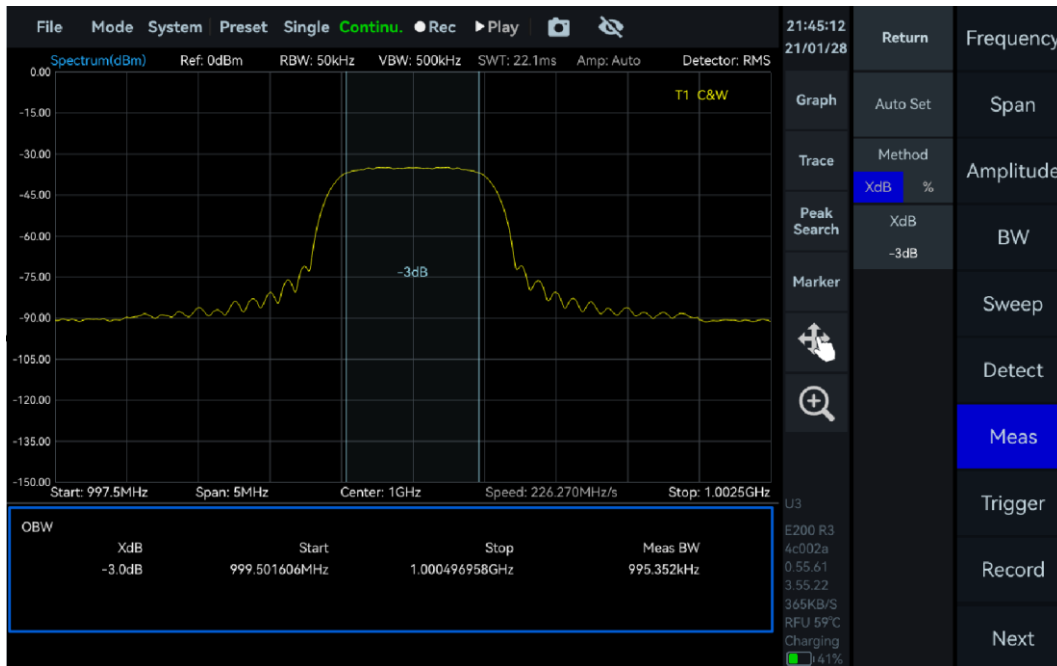 File Mode System Preset Single Continu. Rec Play
21:45:12
21/01/28
Return
Frequency
Spectrum(dBm) Ref: 0dBm RBW: 50kHz VBW: 500kHz SWT: 22.1ms Amp: Auto Detector: RMS
0.00
T1 C&W
-15.00
-30.00
-45.00
-60.00
-75.00
-3dB
-90.00
-105.00
-120.00
-135.00
-150.00
Start: 997.5MHz Span: 5MHz Center: 1GHz Speed: 226.270MHz/s Stop: 1.0025GHz
OBW
XdB Start Stop Meas BW
-3.0dB 999.501606MHz 1.000496958GHz 995.352kHz
Graph
Trace
Peak
Search
Marker
U3
E200 R3
4c002a
0.55.61
3.55.22
365KB/S
RFU 59°C
Charging
41%
Auto Set
Method
XdB %
XdB
-3dB
Span
Amplitude
BW
Sweep
Detect
Meas
Trigger
Record
Next